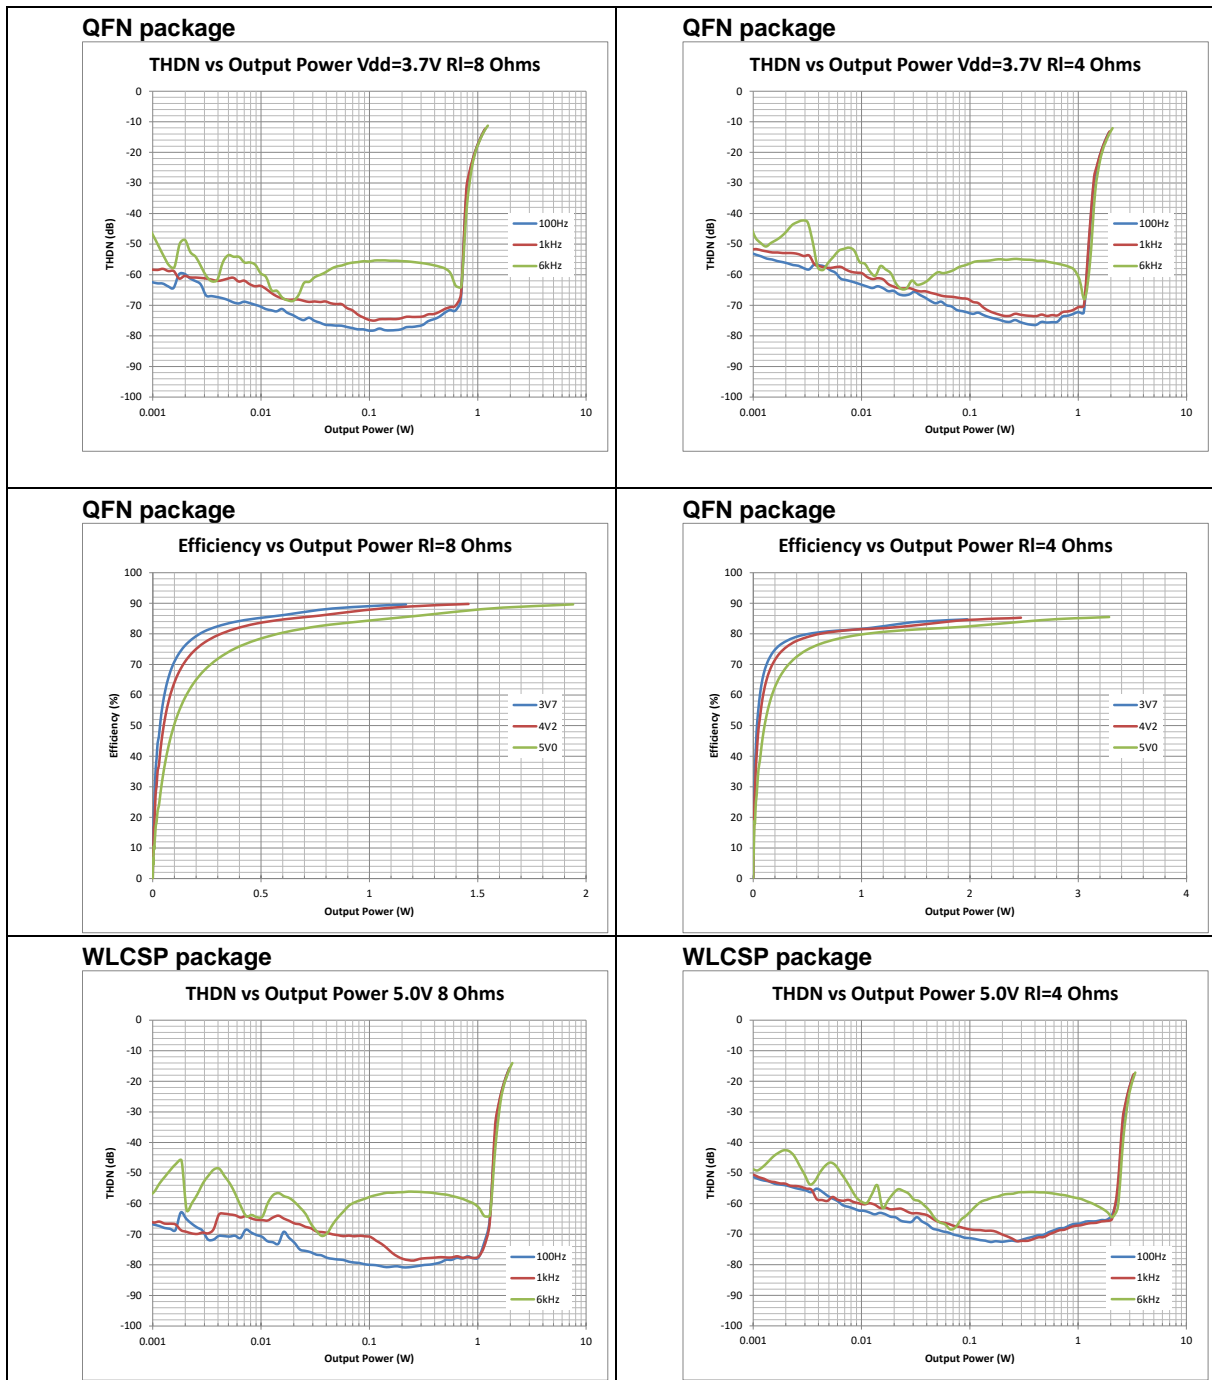 QFN package
THDN vs Output Power Vdd=3.7V Rl=8 Ohms
0
-10
-20
-30
-40
-50
-60
-70
-80
-90
-100
THDN (dB)
0.001
0.01
0.1
1
10
Output Power (W)
100Hz
1kHz
6kHz
QFN package
THDN vs Output Power Vdd=3.7V Rl=4 Ohms
0
-10
-20
-30
-40
-50
-60
-70
-80
-90
-100
THDN (dB)
0.001
0.01
0.1
1
10
Output Power (W)
100Hz
1kHz
6kHz
QFN package
Efficiency vs Output Power Rl=8 Ohms
100
90
80
70
60
50
40
30
20
10
0
Efficiency (%)
0
0.5
1
1.5
2
Output Power (W)
3V7
4V2
5V0
QFN package
Efficiency vs Output Power Rl=4 Ohms
100
90
80
70
60
50
40
30
20
10
0
Efficiency (%)
0
1
2
3
4
Output Power (W)
3V7
4V2
5V0
WLCSP package
THDN vs Output Power 5.0V 8 Ohms
0
-10
-20
-30
-40
-50
-60
-70
-80
-90
-100
THDN (dB)
0.001
0.01
0.1
1
10
Output Power (W)
100Hz
1kHz
6kHz
WLCSP package
THDN vs Output Power 5.0V Rl=4 Ohms
0
-10
-20
-30
-40
-50
-60
-70
-80
-90
-100
THDN (dB)
0.001
0.01
0.1
1
10
Output Power (W)
100Hz
1kHz
6kHz